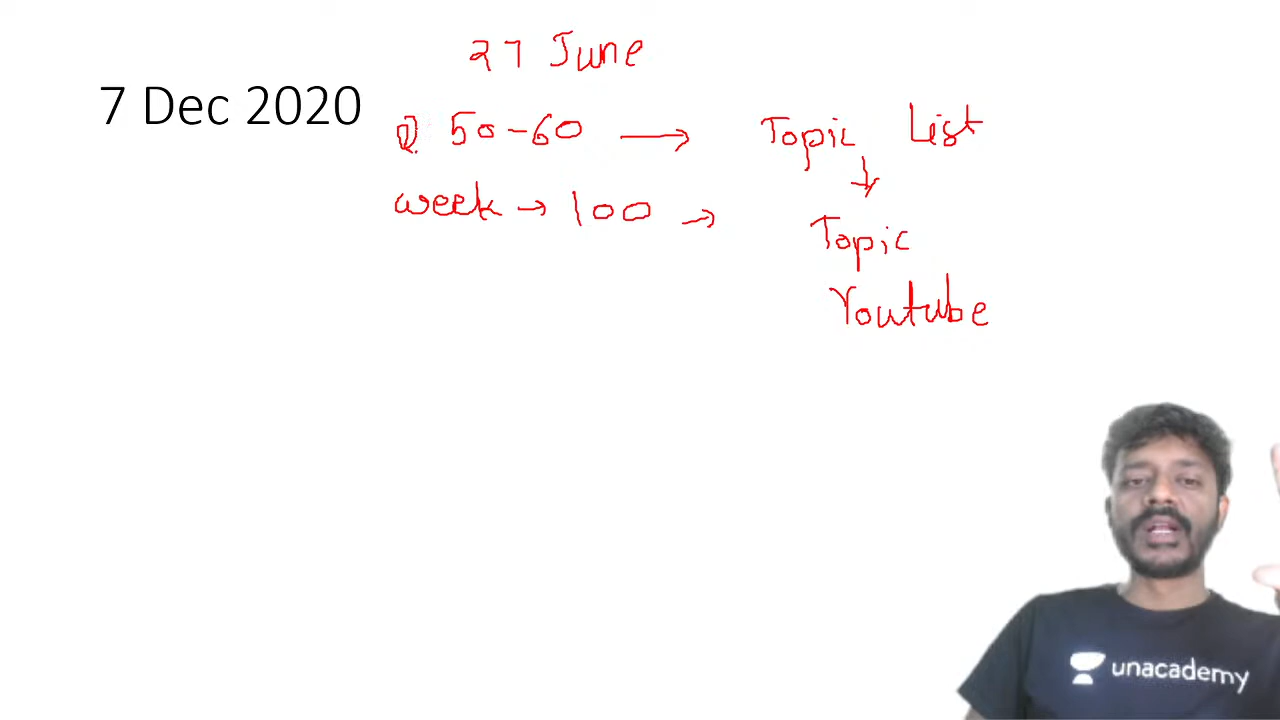 27 June
7 Dec 2020
Q 50-60 → Topic List
↓
week → 100 → Topic
Youtube
unacademy